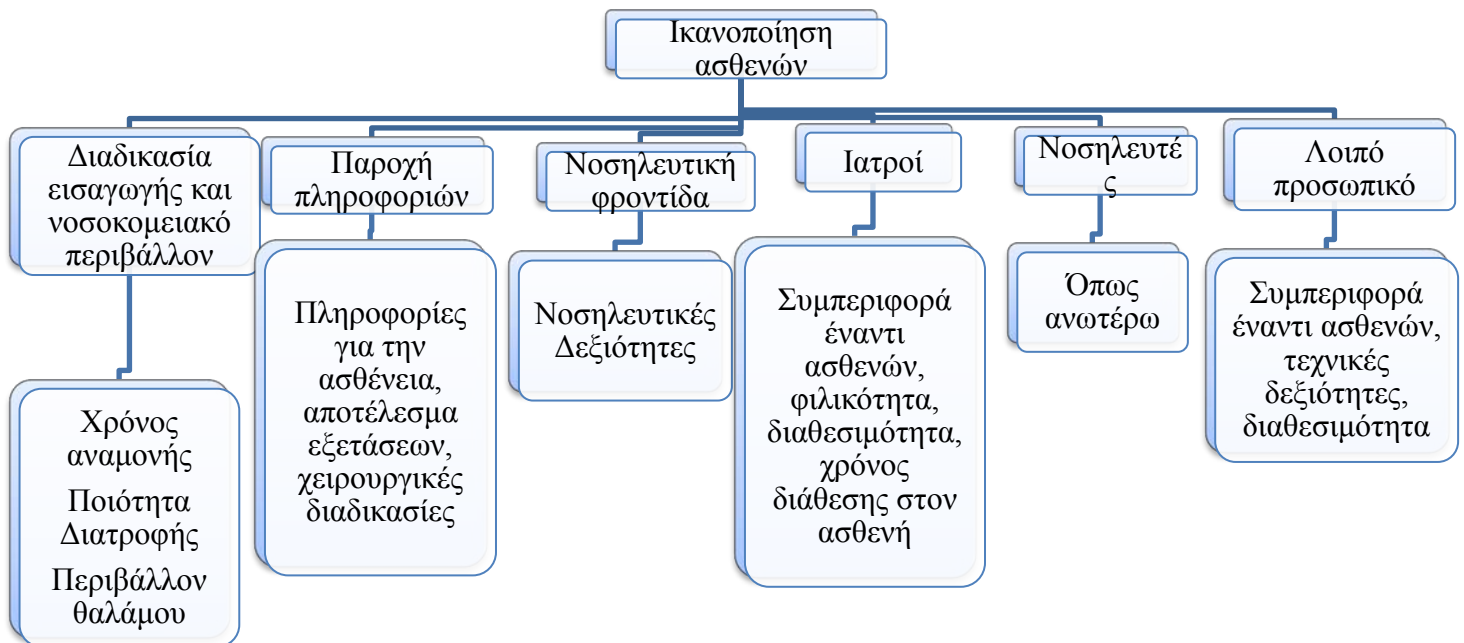 Ικανοποίηση
ασθενών
Διαδικασία
εισαγωγής και
νοσοκομειακό
περιβάλλον
Παροχή
πληροφοριών
Νοσηλευτική
φροντίδα
Ιατροί
Νοσηλευτέ
ς
Λοιπό
προσωπικό
Χρόνος
αναμονής
Ποιότητα
Διατροφής
Περιβάλλον
θαλάμου
Πληροφορίες
για την
ασθένεια,
αποτέλεσμα
εξετάσεων,
χειρουργικές
διαδικασίες
Νοσηλευτικές
Δεξιότητες
Συμπεριφορά
έναντι
ασθενών,
φιλικότητα,
διαθεσιμότητα,
χρόνος
διάθεσης στον
ασθενή
Όπως
ανωτέρω
Συμπεριφορά
έναντι ασθενών,
τεχνικές
δεξιότητες,
διαθεσιμότητα